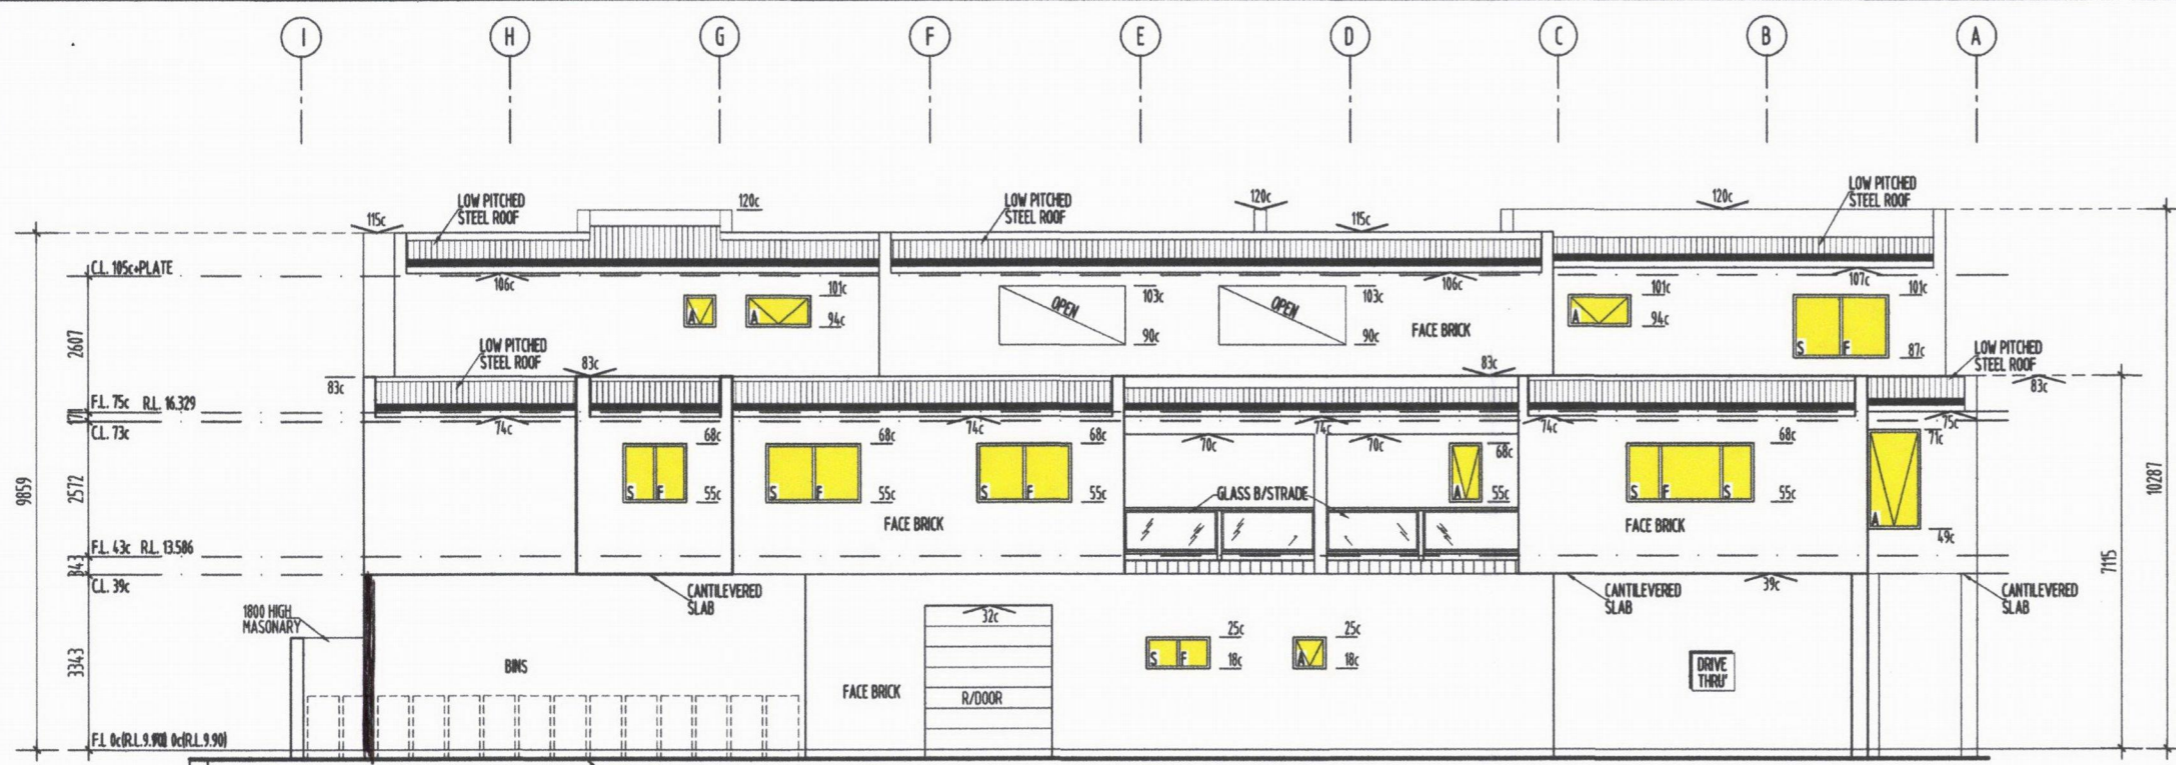 I H G F E D C B A
LOW PITCHED
STEEL ROOF
LOW PITCHED
STEEL ROOF
LOW PITCHED
STEEL ROOF
115c
120c
120c
115c
120c
C.L. 105c+PLATE
106c
101c
94c
103c
90c
103c
90c
106c
101c
94c
107c
101c
87c
A
A
OPEN
OPEN
FACE BRICK
A
S F
2607
LOW PITCHED
STEEL ROOF
LOW PITCHED
STEEL ROOF
83c
83c
83c
83c
F.L. 75c R.L. 16.329
171
C.L. 73c
74c
74c
74c
74c
75c
68c
55c
68c
55c
68c
55c
70c
70c
68c
55c
68c
55c
71c
49c
S F
S F
S F
A
S F S
A
GLASS B/STRADE
FACE BRICK
FACE BRICK
9859
2572
10287
7115
F.L. 43c R.L. 13.586
343
C.L. 39c
CANTILEVERED
SLAB
CANTILEVERED
SLAB
39c
CANTILEVERED
SLAB
1800 HIGH
MASONARY
32c
25c
18c
25c
18c
S F
A
3343
BINS
FACE BRICK
R/DOOR
DRIVE
THRU'
0c(R.L.9.90)